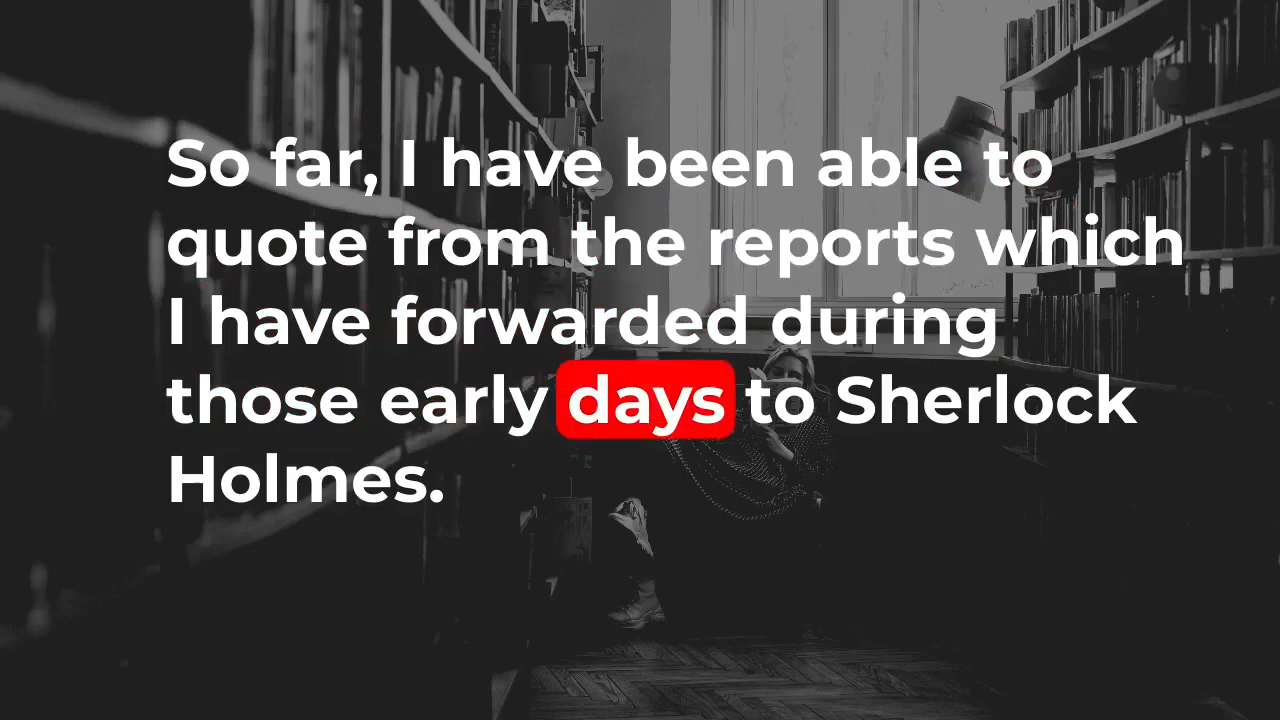 So far, I have been able to
quote from the reports which
I have forwarded during
those early days to Sherlock
Holmes.